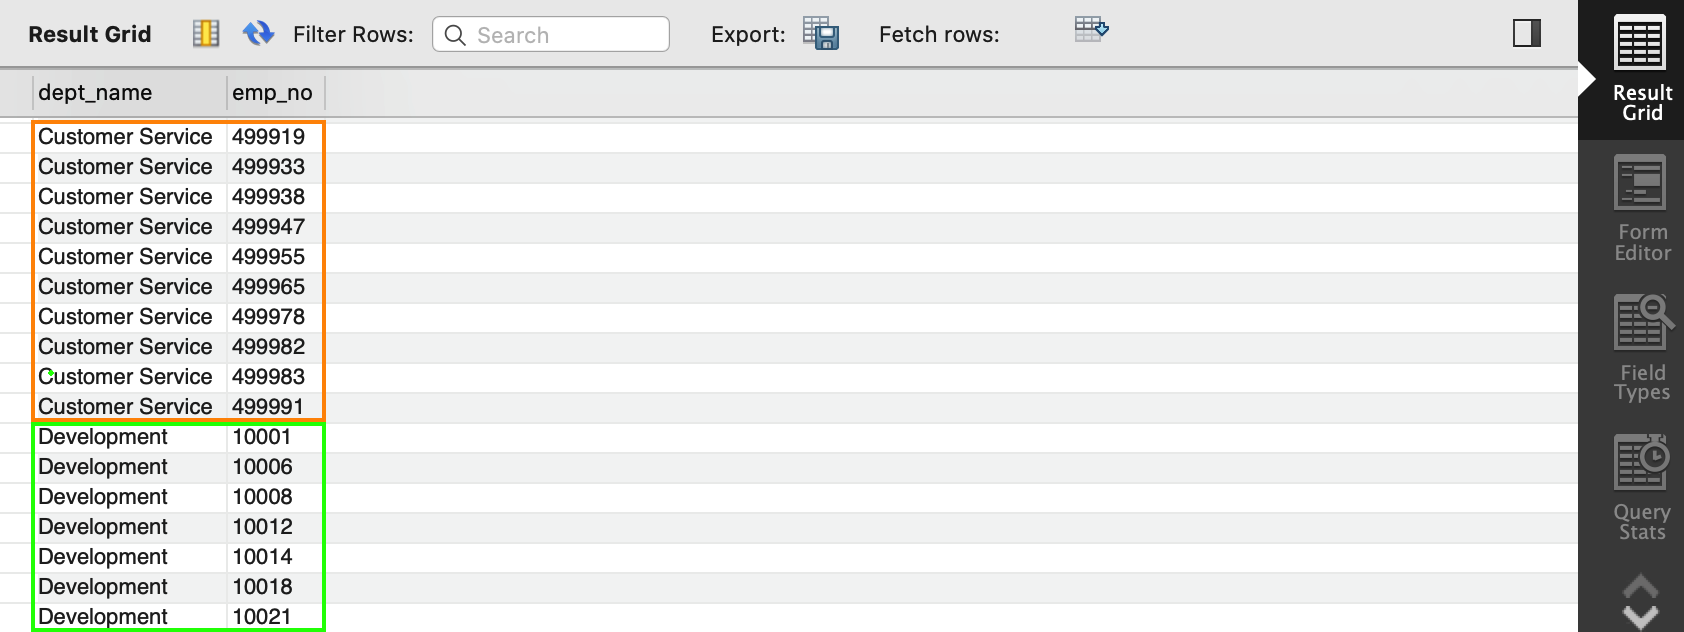 Result Grid Filter Rows: Search Export: Fetch rows:
dept_name emp_no
Customer Service 499919
Customer Service 499933
Customer Service 499938
Customer Service 499947
Customer Service 499955
Customer Service 499965
Customer Service 499978
Customer Service 499982
Customer Service 499983
Customer Service 499991
Development 10001
Development 10006
Development 10008
Development 10012
Development 10014
Development 10018
Development 10021
Result
Grid
Form
Editor
Field
Types
Query
Stats